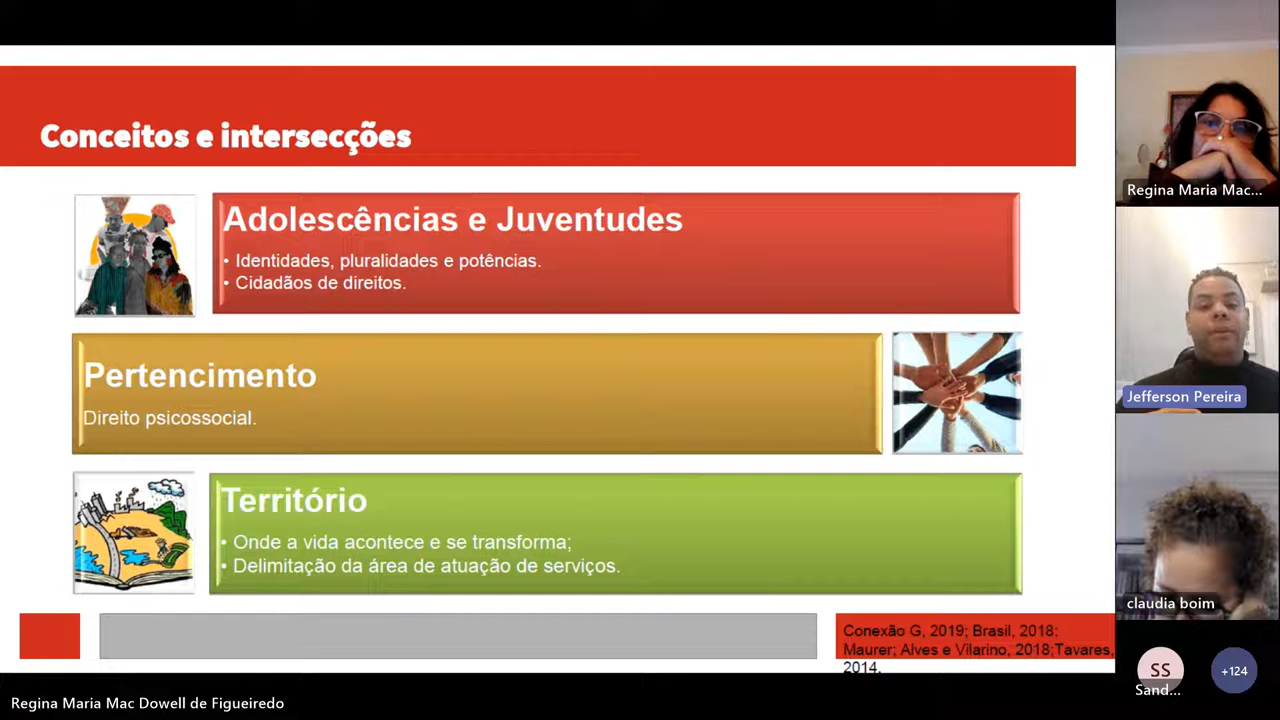 Conceitos e intersecções
Adolescências e Juventudes
• Identidades, pluralidades e potências.
• Cidadãos de direitos.
Pertencimento
Direito psicossocial.
Território
• Onde a vida acontece e se transforma;
• Delimitação da área de atuação de serviços.
Conexão G, 2019; Brasil, 2018:
Maurer; Alves e Vilarino, 2018;Tavares,
2014.
Regina Maria Mac...
Jefferson Pereira
claudia boim
SS
Sand...
+124
Regina Maria Mac Dowell de Figueiredo